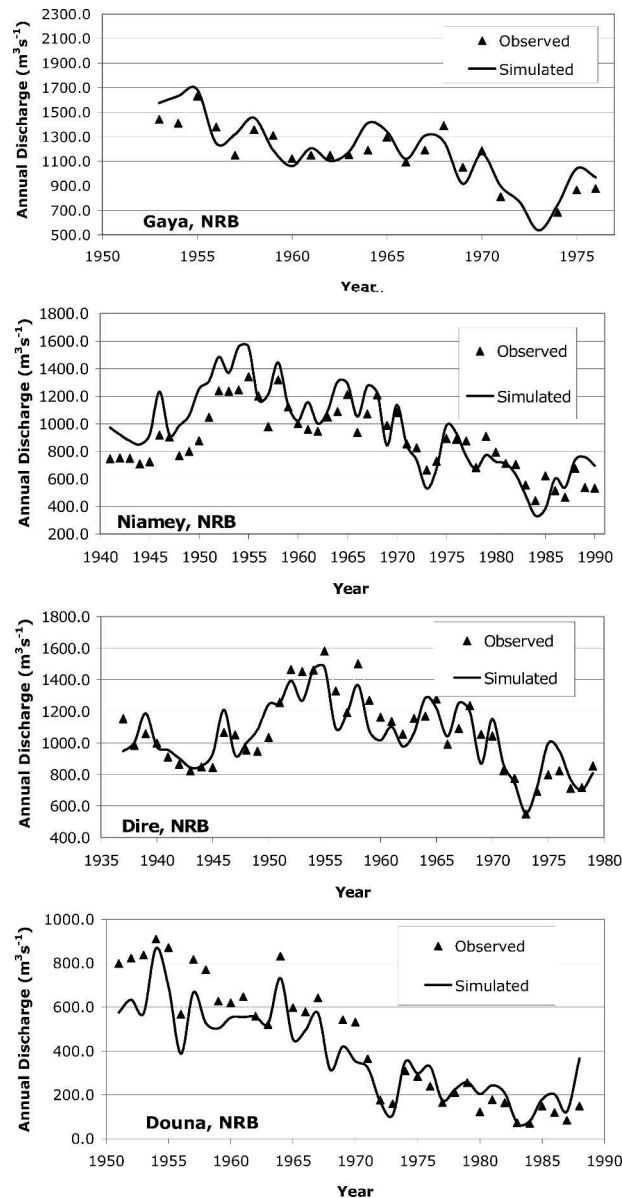 2300.0
2100.0
1900.0
1700.0
1500.0
1300.0
1100.0
900.0
700.0
500.0
Annual Discharge (m³s⁻¹)
Observed
Simulated
Gaya, NRB
1950 1955 1960 1965 1970 1975
Year..
1800.0
1600.0
1400.0
1200.0
1000.0
800.0
600.0
400.0
200.0
Annual Discharge (m³s⁻¹)
Observed
Simulated
Niamey, NRB
1940 1945 1950 1955 1960 1965 1970 1975 1980 1985 1990
Year
1800.0
1600.0
1400.0
1200.0
1000.0
800.0
600.0
400.0
Annual Discharge (m³s⁻¹)
Observed
Simulated
Dire, NRB
1935 1940 1945 1950 1955 1960 1965 1970 1975 1980
Year
1000.0
800.0
600.0
400.0
200.0
0.0
Annual Discharge (m³s⁻¹)
Observed
Simulated
Douna, NRB
1950 1955 1960 1965 1970 1975 1980 1985 1990
Year